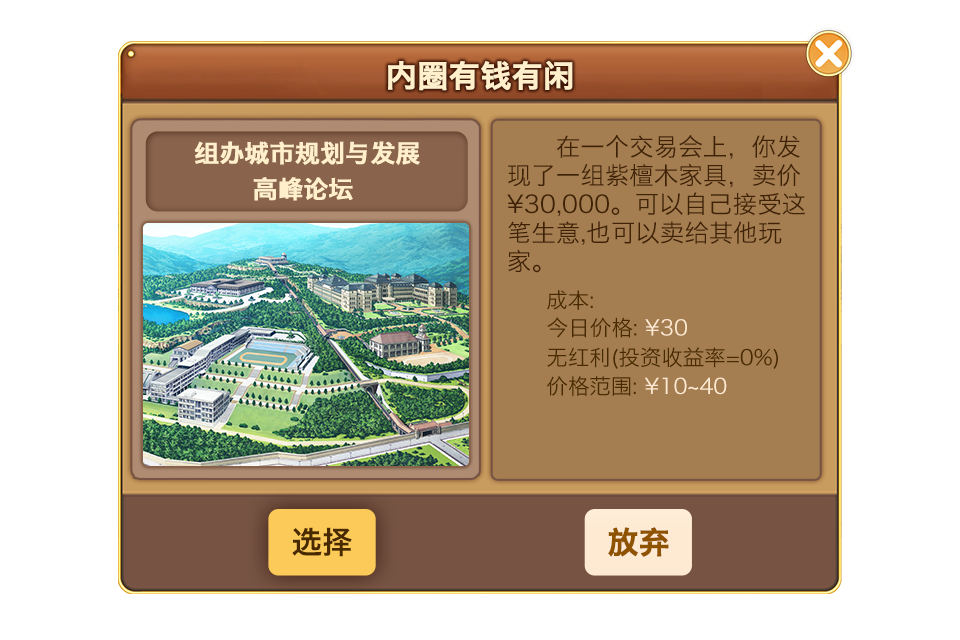 内圈有钱有闲
组办城市规划与发展
高峰论坛
在一个交易会上，你发
现了一组紫檀木家具，卖价
¥30,000。可以自己接受这
笔生意,也可以卖给其他玩
家。
成本:
今日价格: ¥30
无红利(投资收益率=0%)
价格范围: ¥10~40
选择
放弃